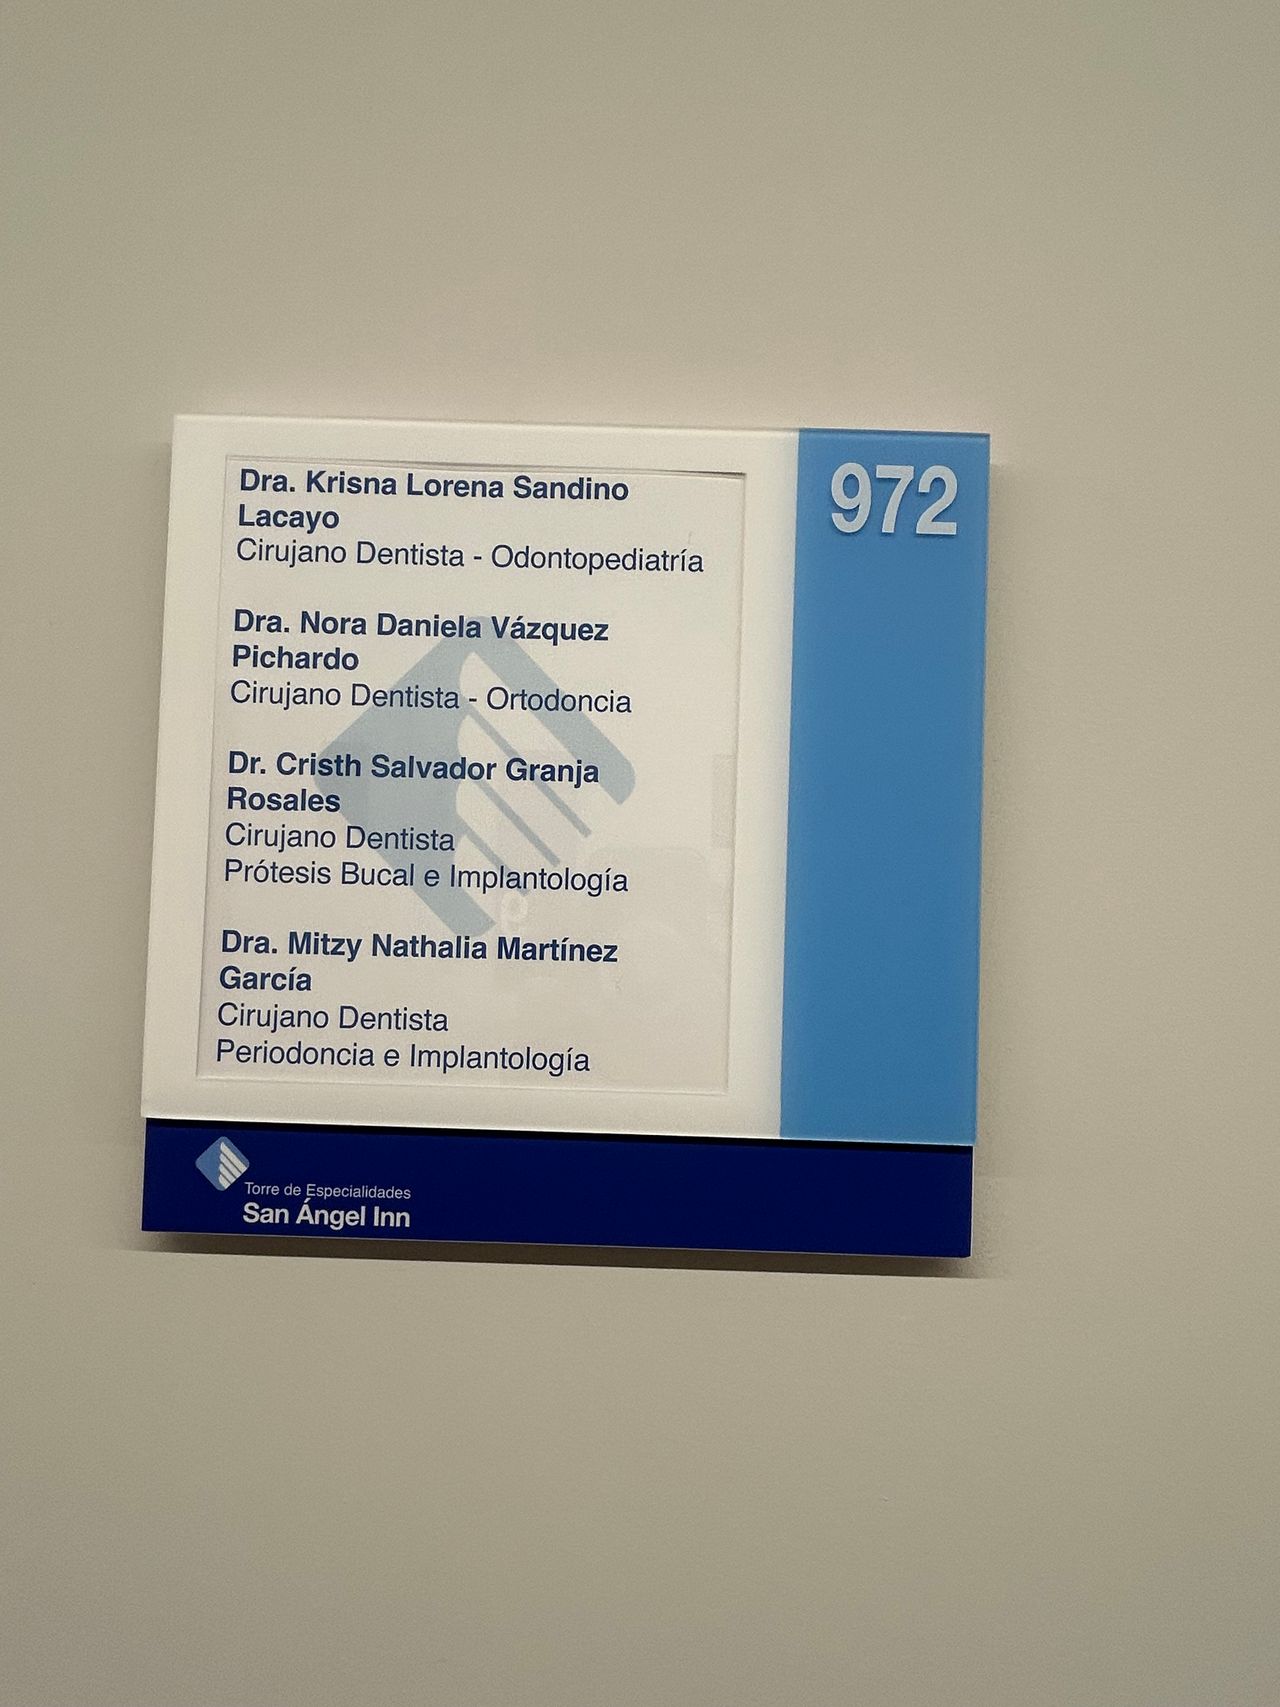 Dra. Krisna Lorena Sandino
Lacayo
Cirujano Dentista - Odontopediatría
Dra. Nora Daniela Vázquez
Pichardo
Cirujano Dentista - Ortodoncia
Dr. Cristh Salvador Granja
Rosales
Cirujano Dentista
Prótesis Bucal e Implantología
Dra. Mitzy Nathalia Martínez
García
Cirujano Dentista
Periodoncia e Implantología
972
Torre de Especialidades
San Ángel Inn